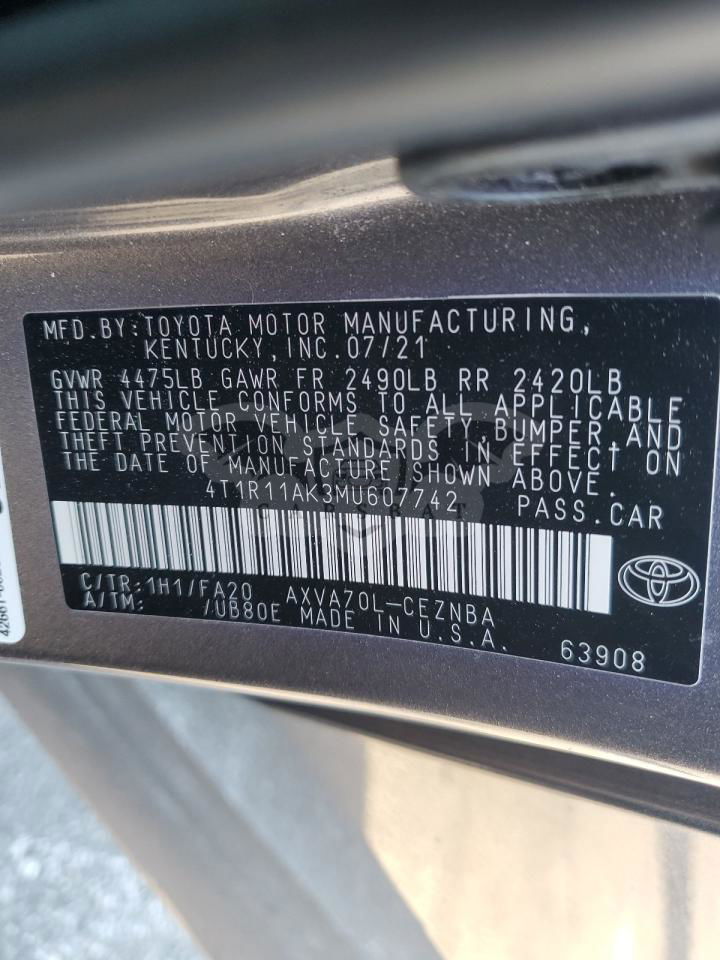 MFD.BY:TOYOTA MOTOR MANUFACTURING,
KENTUCKY,INC.07/21
GVWR 4475LB GAWR FR 2490LB RR 2420LB
THIS VEHICLE CONFORMS TO ALL APPLICABLE
FEDERAL MOTOR VEHICLE SAFETY,BUMPER,AND
THEFT PREVENTION STANDARDS IN EFFECT ON
THE DATE OF MANUFACTURE SHOWN ABOVE.
4T1R11AK3MU607742 PASS.CAR
CARSBAT
C/TR:1H1/FA20 AXVA70L-CEZNBA
A/TM: /UB80E MADE IN U.S.A. 63908